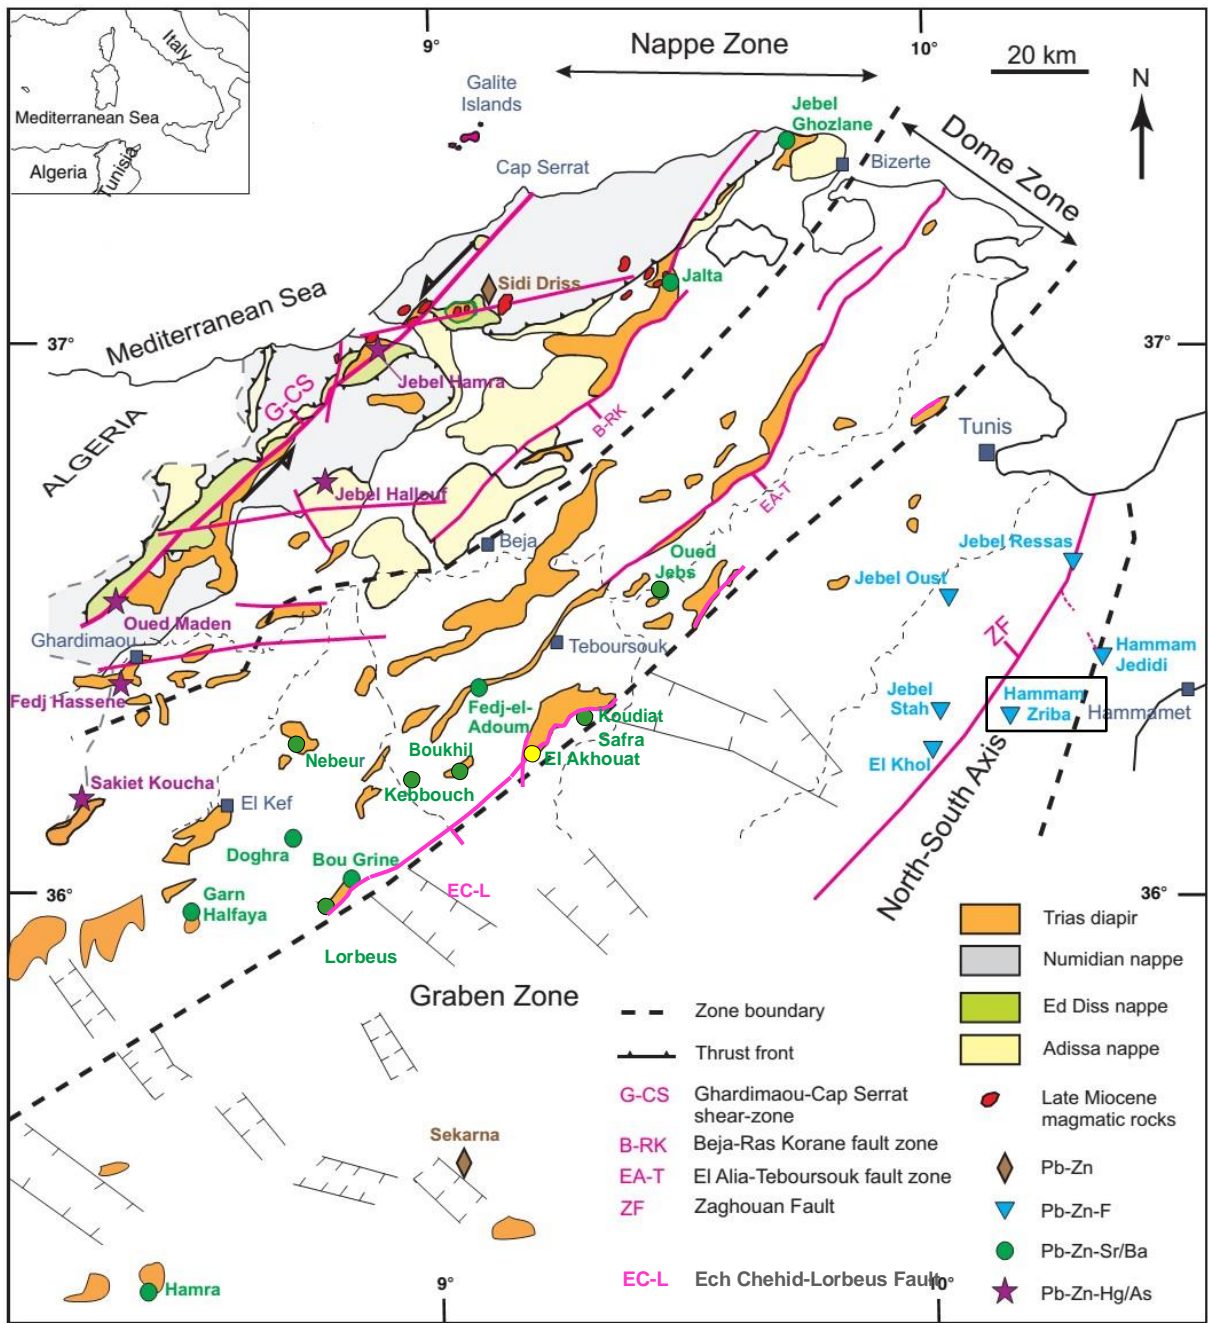 Italy
Mediterranean Sea
Algeria
Tunisia
9°
10°
Nappe Zone
20 km
N
Galite
Islands
Cap Serrat
Jebel
Ghozlane
Bizerte
Dome Zone
Sidi Driss
Jalta
Mediterranean Sea
37°
37°
Jebel Hamra
G-CS
B-RK
ALGERIA
Tunis
Jebel Hallouf
EA-T
Beja
Oued
Jebs
Jebel Ressas
Jebel Oust
Oued Maden
Ghardimaou
Teboursouk
ZF
Hammam
Jedidi
Fedj Hassene
Fedj-el-
Adoum
Jebel
Stah
Hammam
Zriba
Hammamet
Koudiat
Safra
Nebeur
Boukhil
El Akhouat
El Khol
Sakiet Koucha
Kebbouch
El Kef
North-South Axis
Doghra
Bou Grine
36°
36°
EC-L
Garn
Halfaya
Lorbeus
Graben Zone
Trias diapir
Numidian nappe
Ed Diss nappe
Adissa nappe
Zone boundary
Thrust front
G-CS Ghardimaou-Cap Serrat
shear-zone
B-RK Beja-Ras Korane fault zone
EA-T El Alia-Teboursouk fault zone
ZF Zaghouan Fault
EC-L Ech Chehid-Lorbeus Fault
Late Miocene
magmatic rocks
Pb-Zn
Pb-Zn-F
Pb-Zn-Sr/Ba
Pb-Zn-Hg/As
Sekarna
Hamra
9°
10°